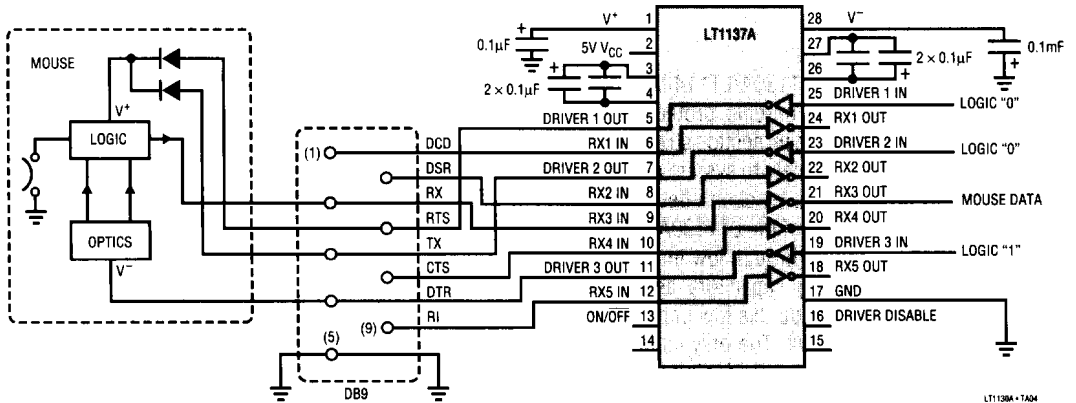 MOUSE
V+
LOGIC
OPTICS
V−
(1)
(9)
(5)
DB9
DCD
DSR
RX
RTS
TX
CTS
DTR
RI
V+
0.1µF
+
5V VCC
+
2 × 0.1µF
DRIVER 1 OUT
RX1 IN
DRIVER 2 OUT
RX2 IN
RX3 IN
RX4 IN
DRIVER 3 OUT
RX5 IN
ON/OFF
1
2
3
4
5
6
7
8
9
10
11
12
13
14
LT1137A
28 V−
27
26
25 DRIVER 1 IN
24 RX1 OUT
23 DRIVER 2 IN
22 RX2 OUT
21 RX3 OUT
20 RX4 OUT
19 DRIVER 3 IN
18 RX5 OUT
17 GND
16 DRIVER DISABLE
15
+
2 × 0.1µF
+
0.1mF
+
LOGIC "0"
LOGIC "0"
MOUSE DATA
LOGIC "1"
LT1138A • TA04